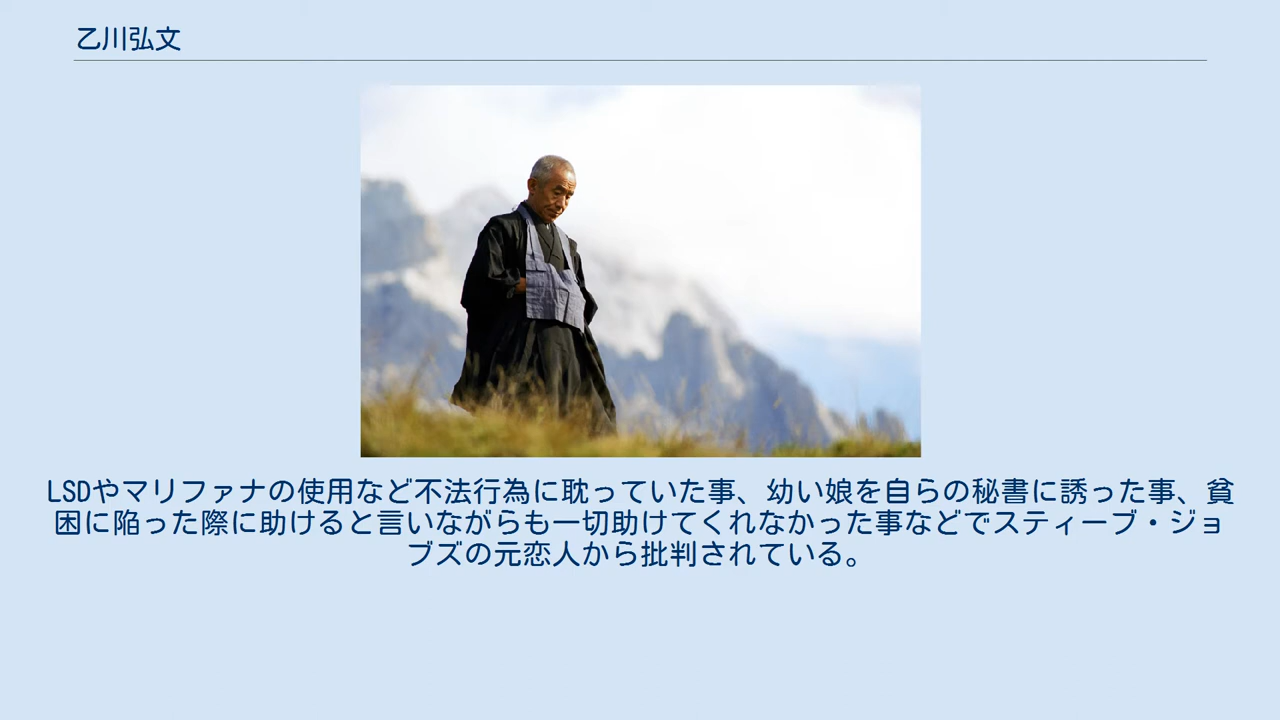 乙川弘文
LSDやマリファナの使用など不法行為に耽っていた事、幼い娘を自らの秘書に誘った事、貧
困に陥った際に助けると言いながらも一切助けてくれなかった事などでスティーブ・ジョ
ブズの元恋人から批判されている。